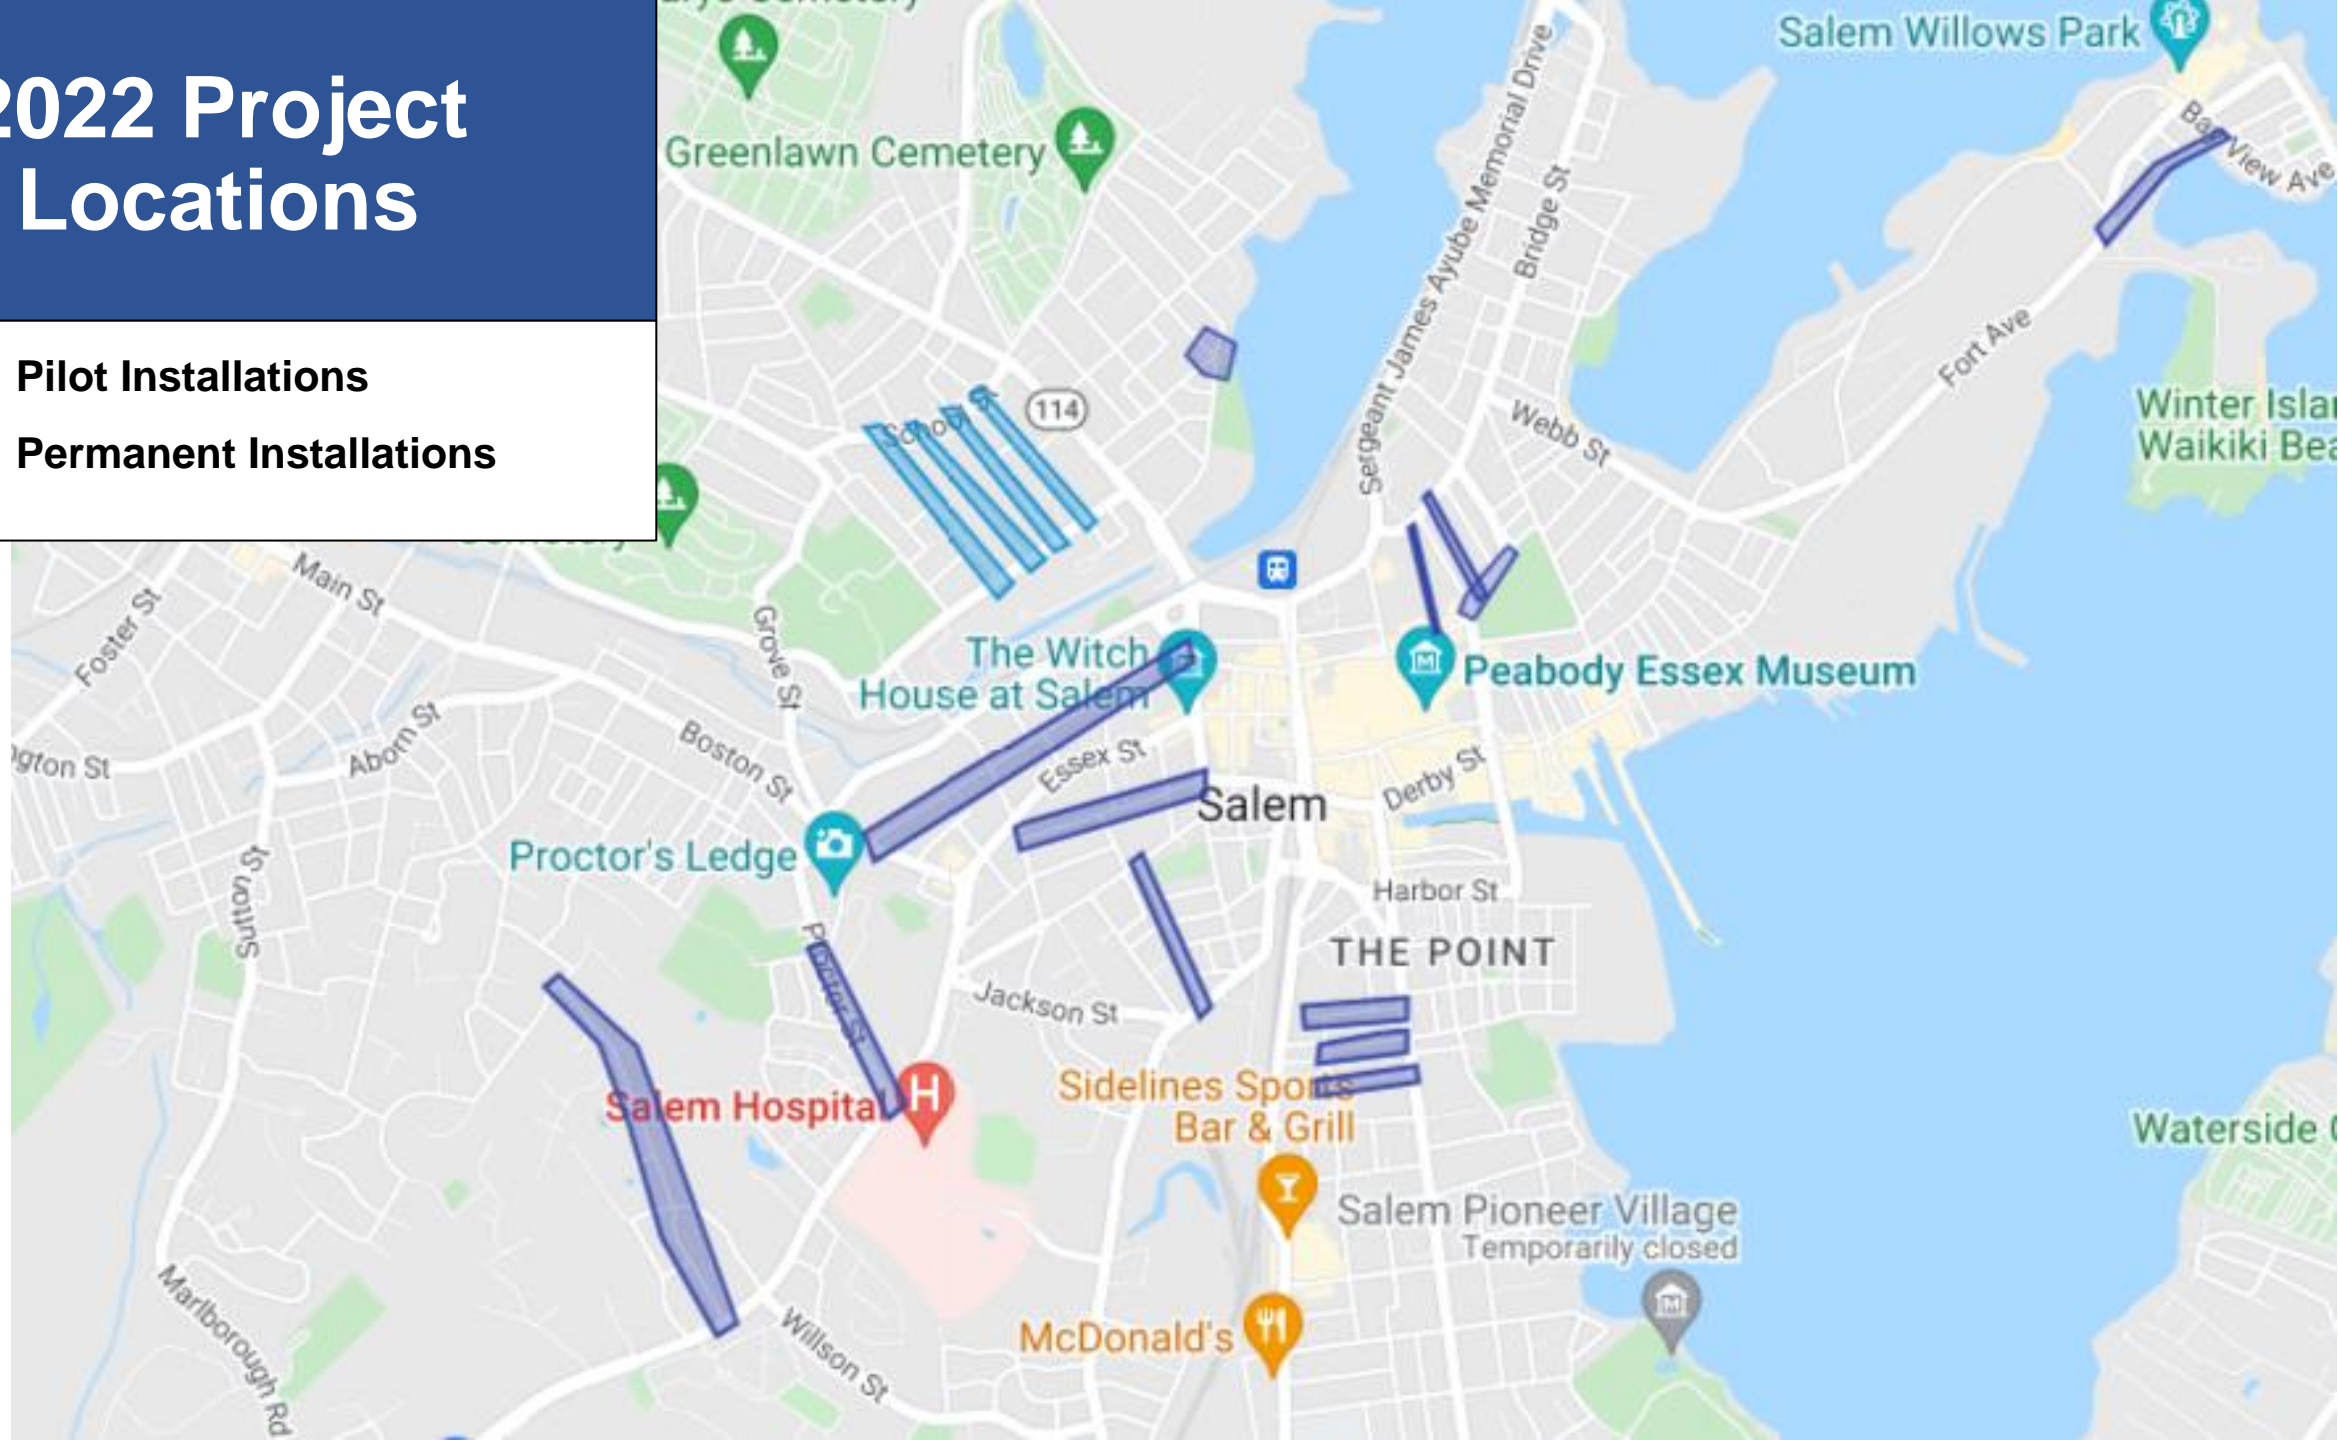 2022 Project
Locations
Pilot Installations
Permanent Installations
Greenlawn Cemetery
Salem Willows Park
Bay View Ave
Sergeant James Ayube Memorial Drive
Bridge St
Fort Ave
Winter
Waikiki
114
School St
Webb St
Main St
Foster St
Grove St
The Witch
House at Salem
Peabody Essex Museum
Aborn St
Boston St
Essex St
Salem
Derby St
St
Proctor's Ledge
Sutton St
Harbor St
THE POINT
Proctor St
Jackson St
Salem Hospital
H
Sidelines Sports
Bar & Grill
Waterside
Salem Pioneer Village
Temporarily closed
Marlborough Rd
Willson St
McDonald's